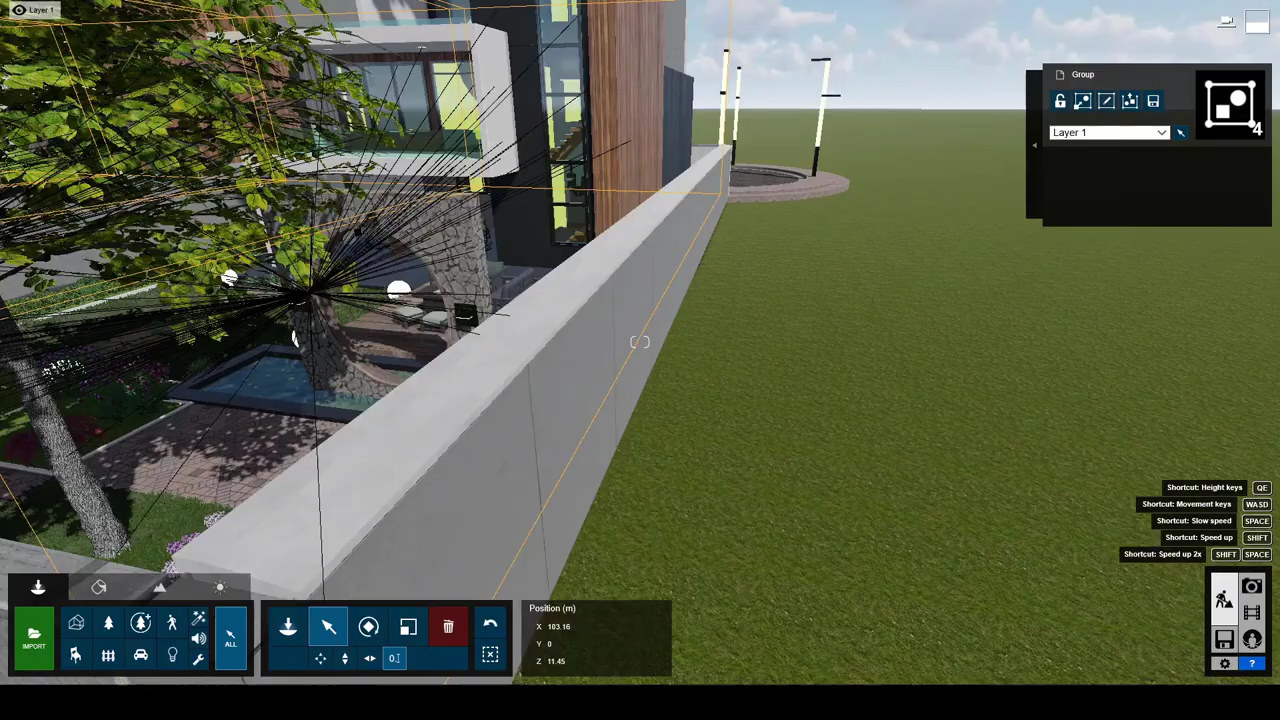 Layer 1
Group
4
Layer 1
Shortcut: Height keys QE
Shortcut: Movement keys WASD
Shortcut: Slow speed SPACE
Shortcut: Speed up SHIFT
Shortcut: Speed up 2x SHIFT SPACE
IMPORT
ALL
Position (m)
X 103.16
Y 0
Z 11.45
?